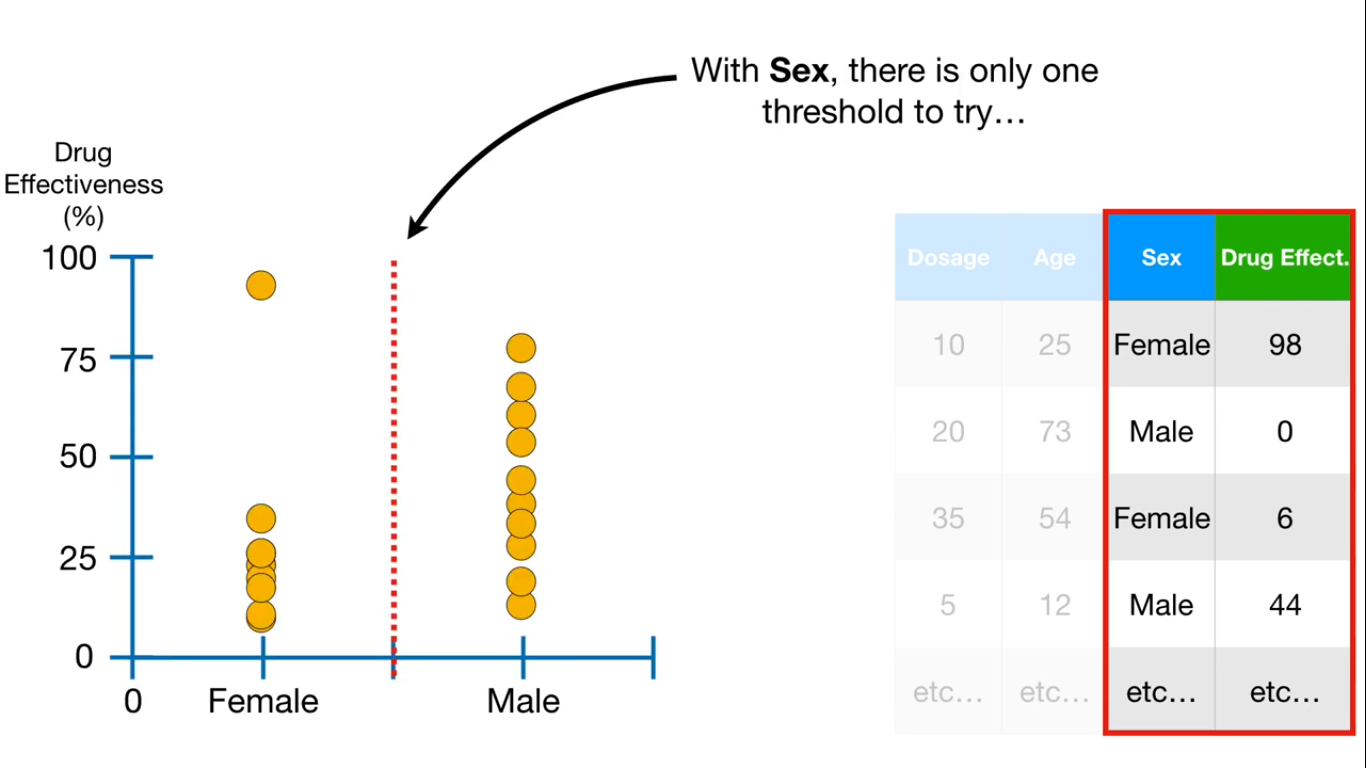 With Sex, there is only one
threshold to try…
Drug
Effectiveness
(%)
100
75
50
25
0
0 Female Male
Dosage Age Sex Drug Effect.
10 25 Female 98
20 73 Male 0
35 54 Female 6
5 12 Male 44
etc… etc… etc… etc…